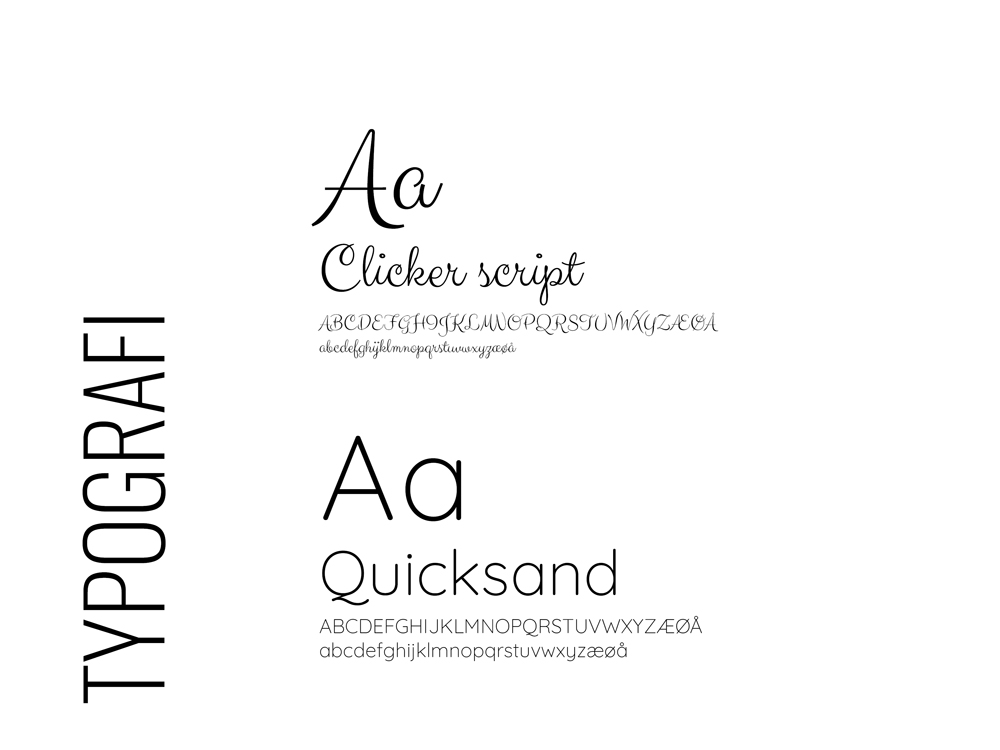 TYPOGRAFI
Aa
Clicker script
ABCDEFGHIJKLMNOPQRSTUVWXYZÆØÅ
abcdefghijklmnopqrstuvwxyzæøå
Aa
Quicksand
ABCDEFGHIJKLMNOPQRSTUVWXYZÆØÅ
abcdefghijklmnopqrstuvwxyzæøå